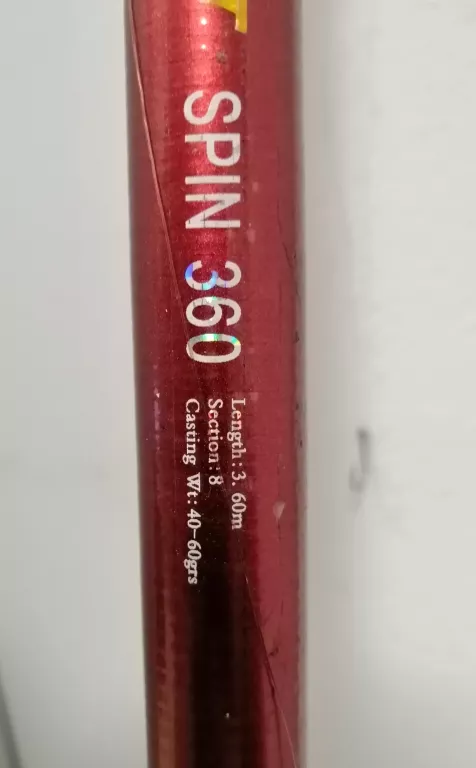 SPIN 360
Length:3. 60m
Section:8
Casting Wt:40-60grs